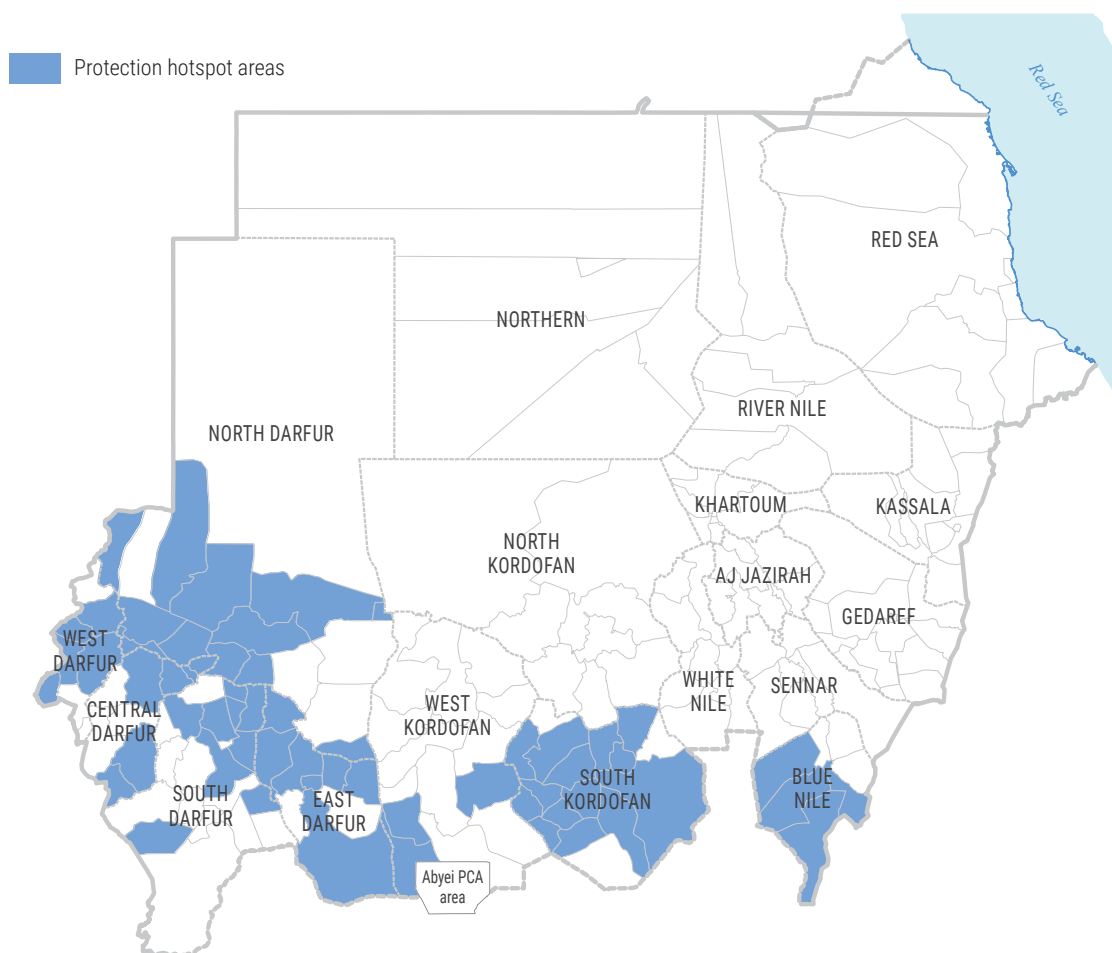 Protection hotspot areas
Red Sea
RED SEA
NORTHERN
RIVER NILE
NORTH DARFUR
KHARTOUM
KASSALA
NORTH
KORDOFAN
AJ JAZIRAH
GEDAREF
WEST
DARFUR
WHITE
NILE
SENNAR
WEST
KORDOFAN
CENTRAL
DARFUR
SOUTH
KORDOFAN
BLUE
NILE
SOUTH
DARFUR
EAST
DARFUR
Abyei PCA
area